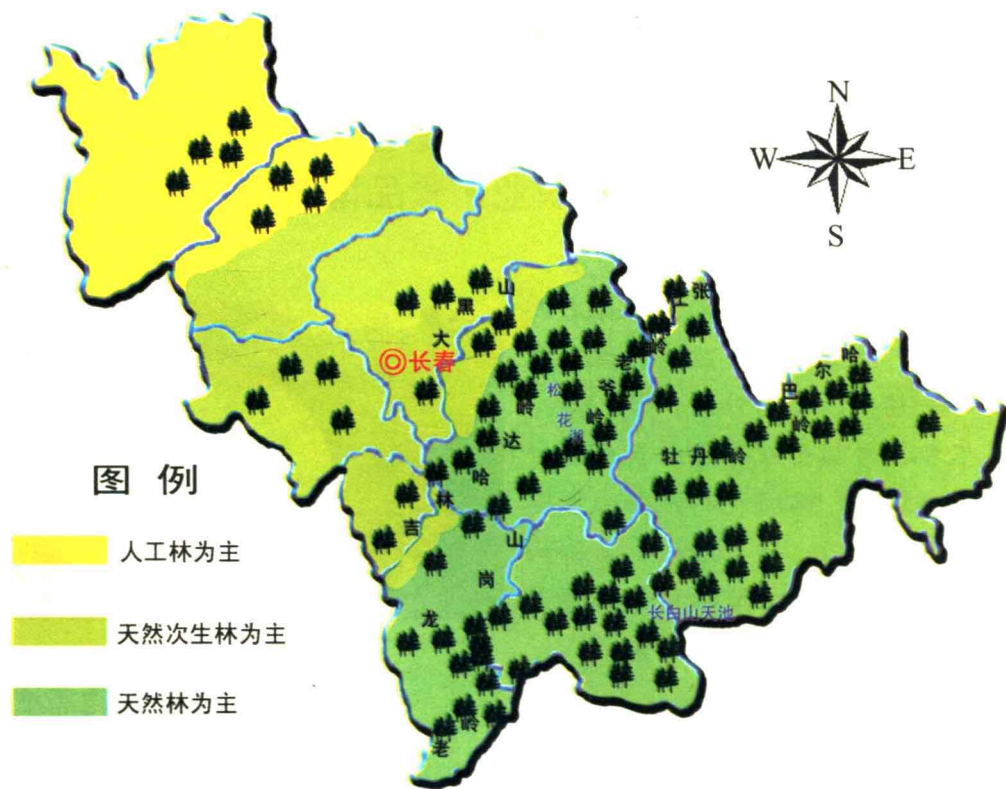 N
W E
S
张
广
岭
老
爷
岭
大
黑
山
长春
松
花
湖
哈
尔
巴
岭
牡丹岭
吉
林
哈
达
岭
龙
岗
山
长白山天池
老
岭
图 例
人工林为主
天然次生林为主
天然林为主